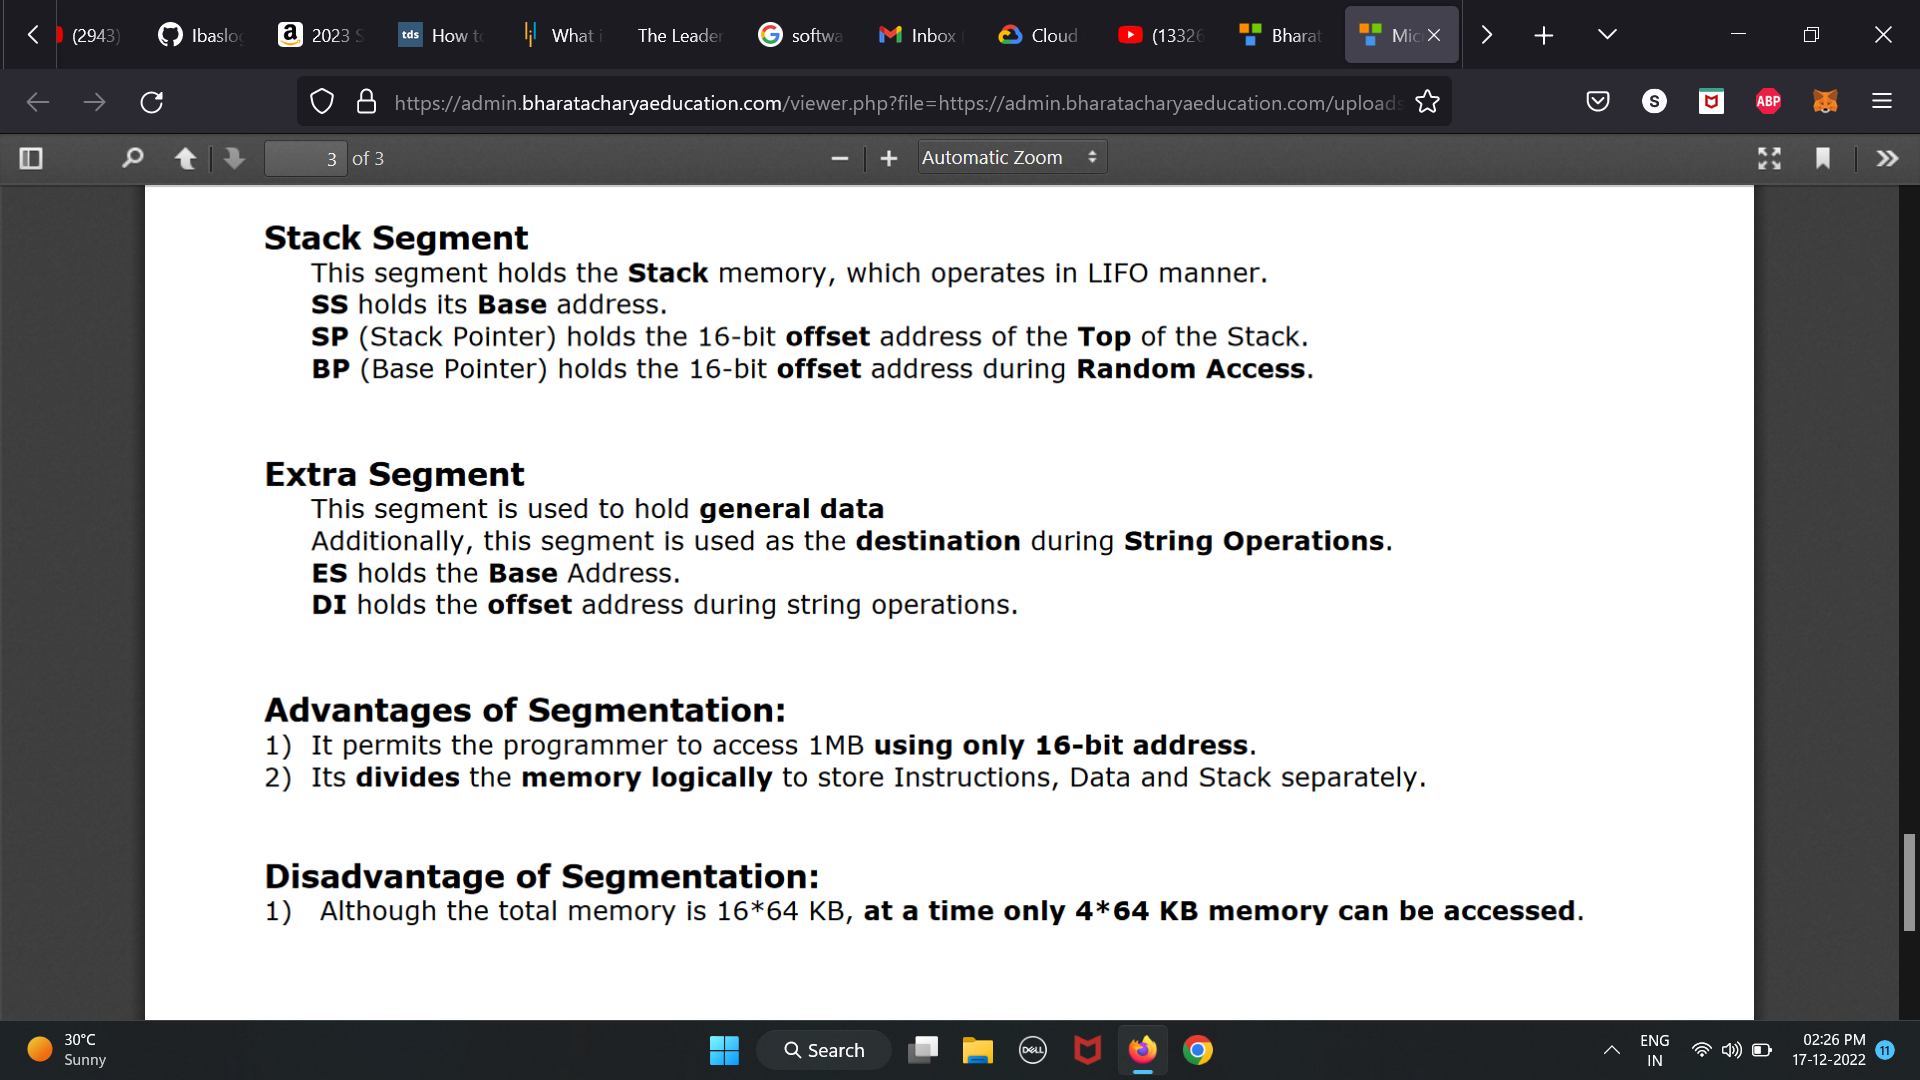 (2943)
Ibaslo
2023 S
tds How to
What i
The Leader
softwa
Inbox
Cloud
(13326
Bharat
Mic
https://admin.bharatacharyaeducation.com/viewer.php?file=https://admin.bharatacharyaeducation.com/uploads
S
ABP
3 of 3
Automatic Zoom
Stack Segment
This segment holds the Stack memory, which operates in LIFO manner.
SS holds its Base address.
SP (Stack Pointer) holds the 16-bit offset address of the Top of the Stack.
BP (Base Pointer) holds the 16-bit offset address during Random Access.
Extra Segment
This segment is used to hold general data
Additionally, this segment is used as the destination during String Operations.
ES holds the Base Address.
DI holds the offset address during string operations.
Advantages of Segmentation:
1) It permits the programmer to access 1MB using only 16-bit address.
2) Its divides the memory logically to store Instructions, Data and Stack separately.
Disadvantage of Segmentation:
1) Although the total memory is 16*64 KB, at a time only 4*64 KB memory can be accessed.
30°C
Sunny
Search
DELL
ENG
IN
02:26 PM
17-12-2022
11